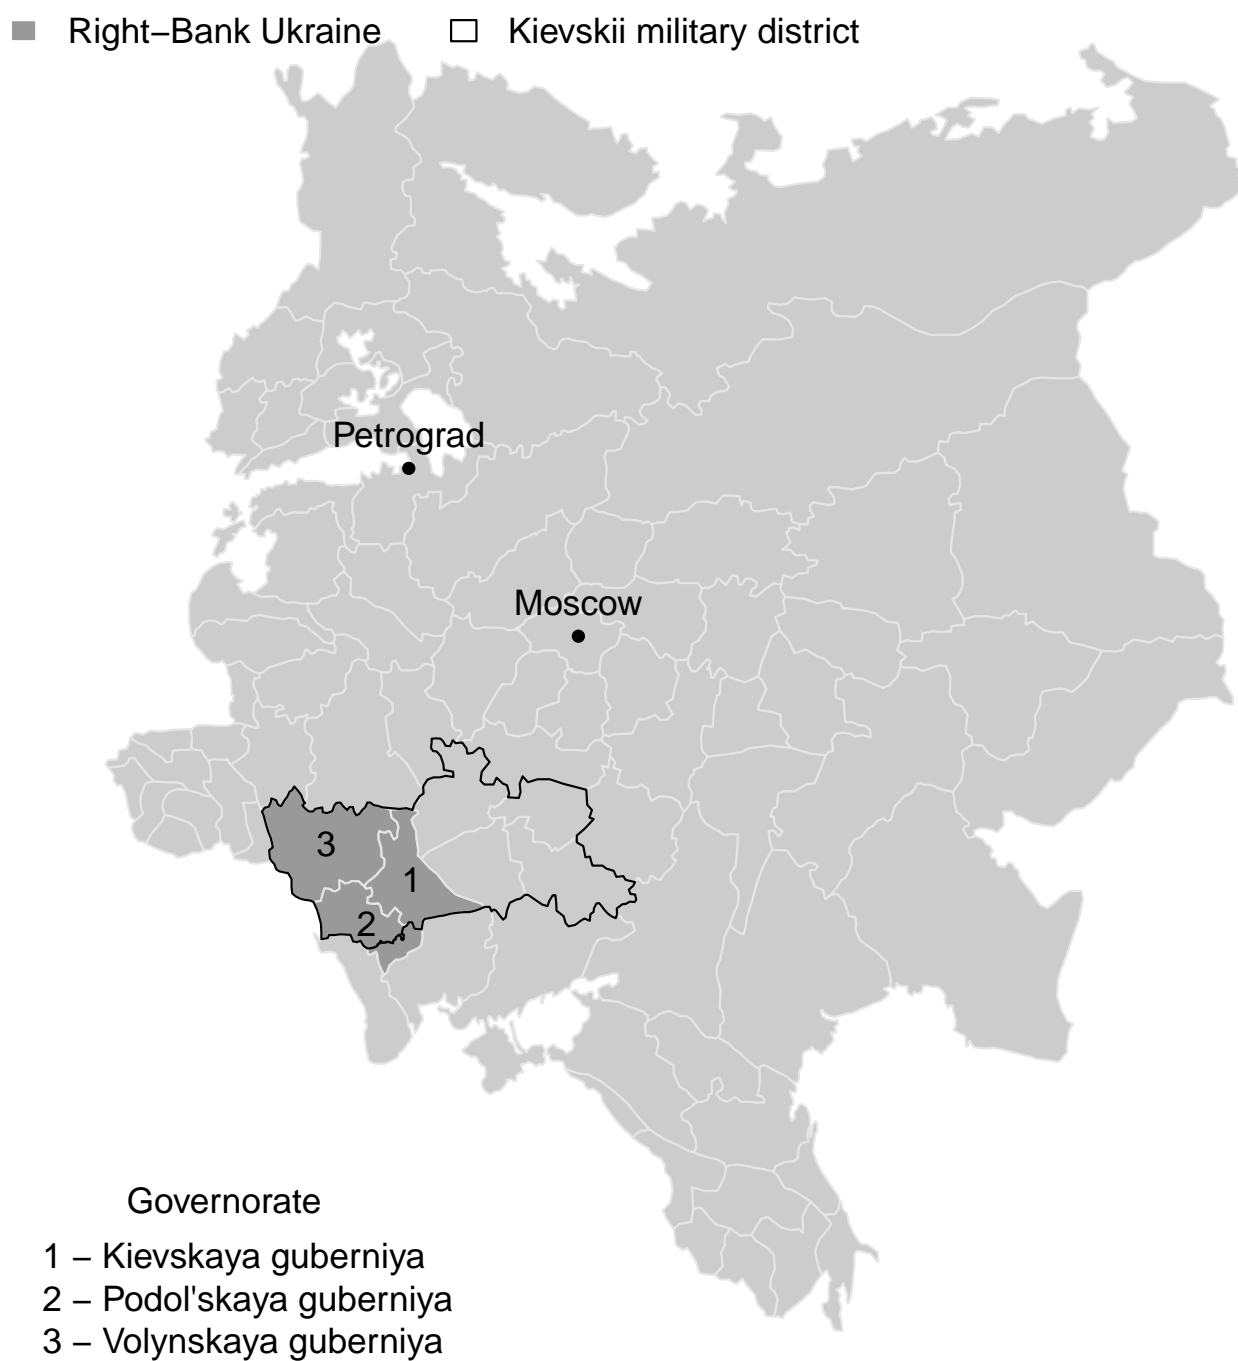 Right−Bank Ukraine
Kievskii military district
Petrograd
Moscow
3
1
2
Governorate
1 − Kievskaya guberniya
2 − Podol'skaya guberniya
3 − Volynskaya guberniya